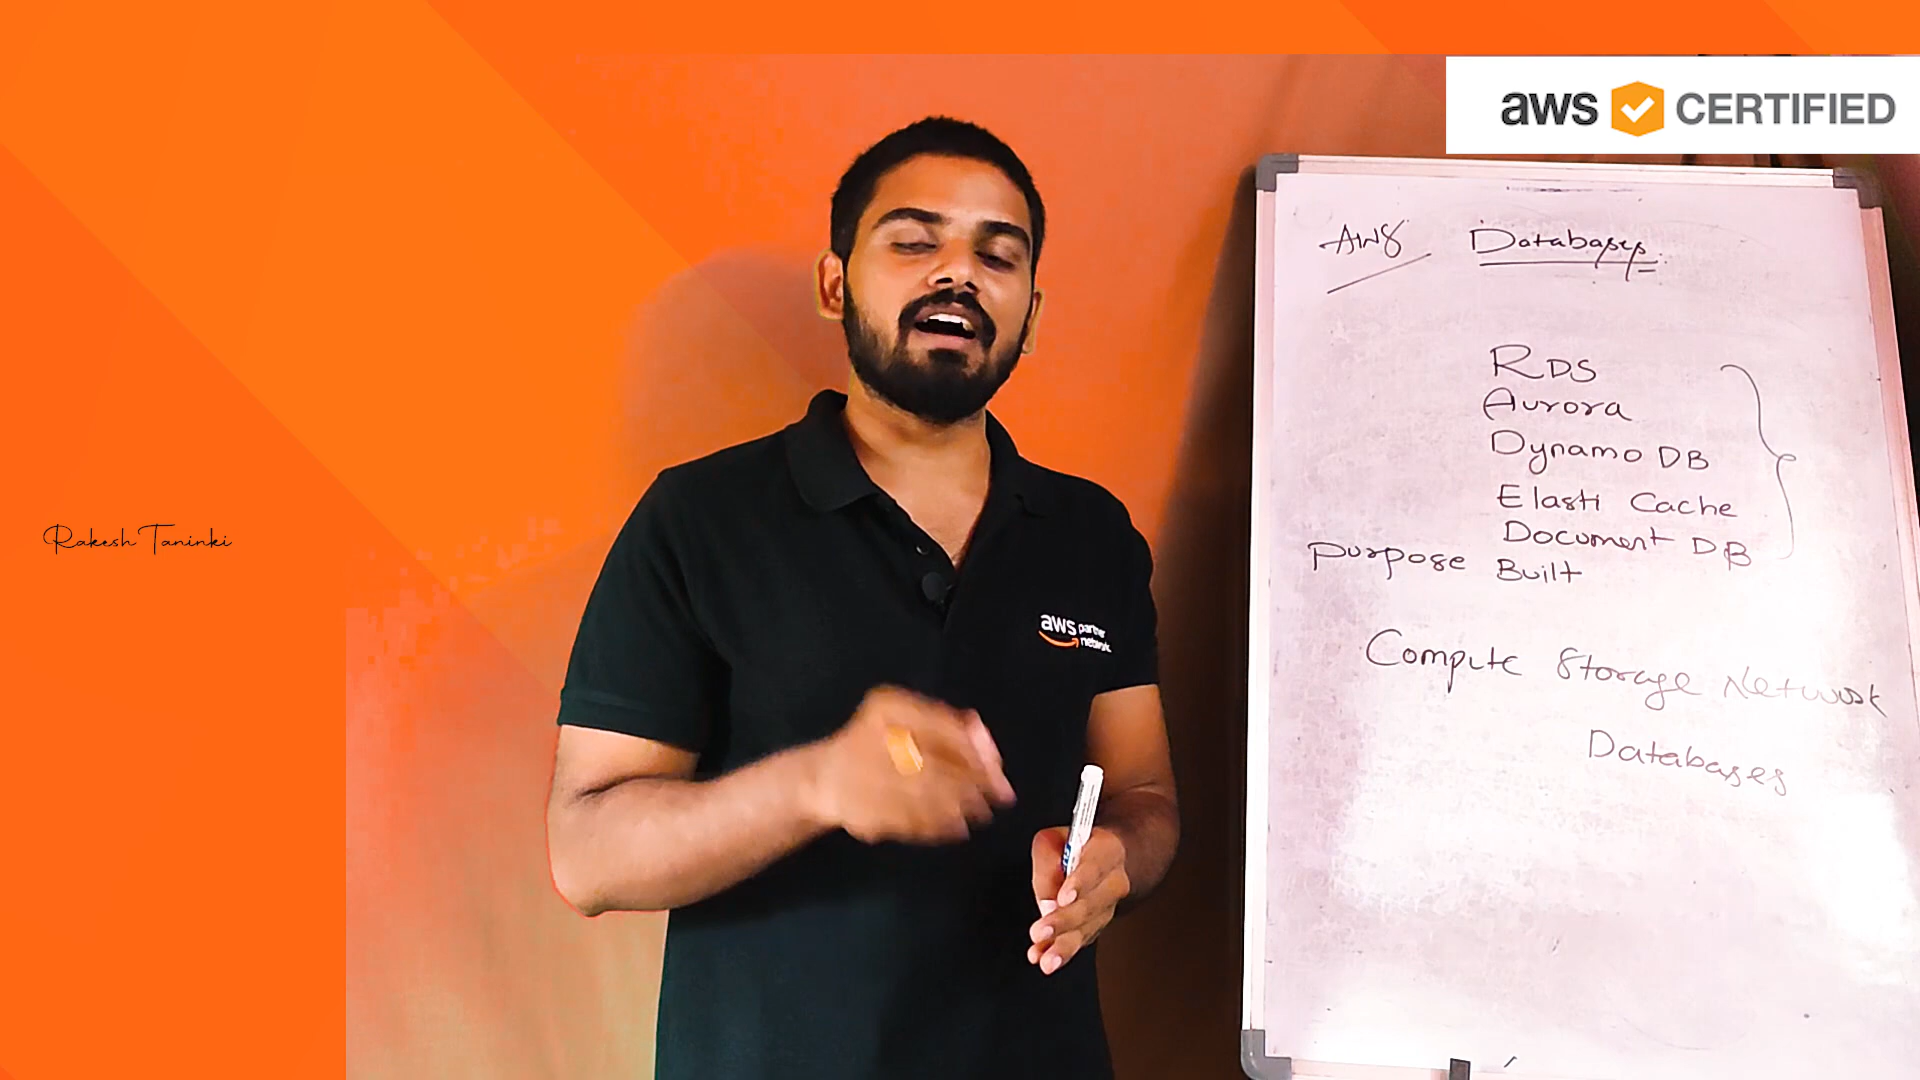 aws CERTIFIED
AWS Databases
RDS
Aurora
Dynamo DB
Elasti Cache
Document DB
purpose Built
Compute Storage Network
Databases
Rakesh Taninki
aws partner
network